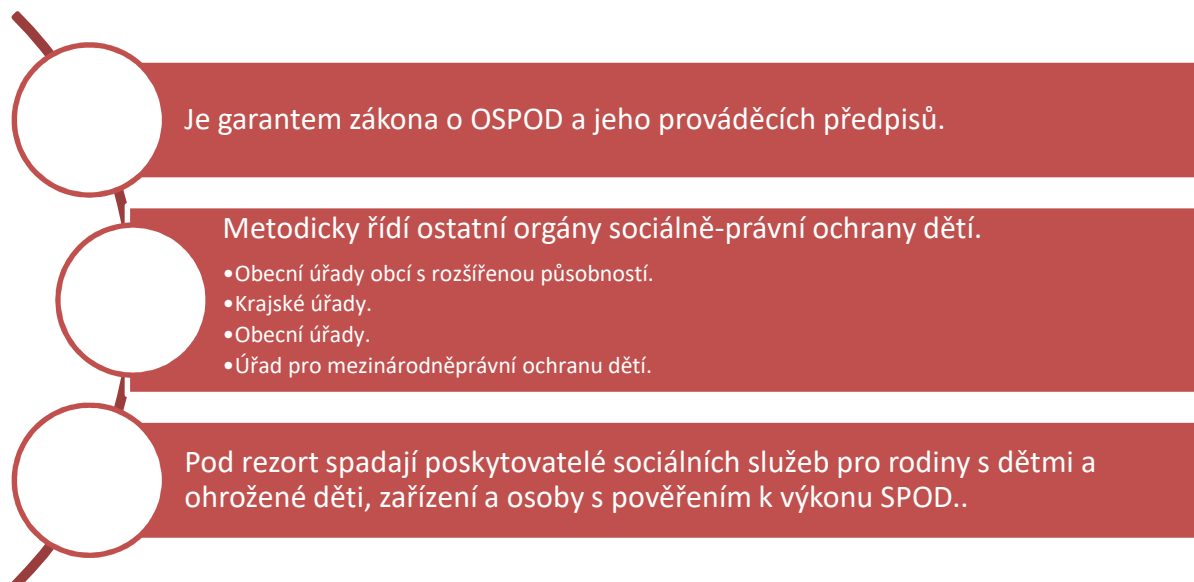 Je garantem zákona o OSPOD a jeho prováděcích předpisů.
Metodicky řídí ostatní orgány sociálně-právní ochrany dětí.
•Obecní úřady obcí s rozšířenou působností.
•Krajské úřady.
•Obecní úřady.
•Úřad pro mezinárodněprávní ochranu dětí.
Pod rezort spadají poskytovatelé sociálních služeb pro rodiny s dětmi a
ohrožené děti, zařízení a osoby s pověřením k výkonu SPOD..